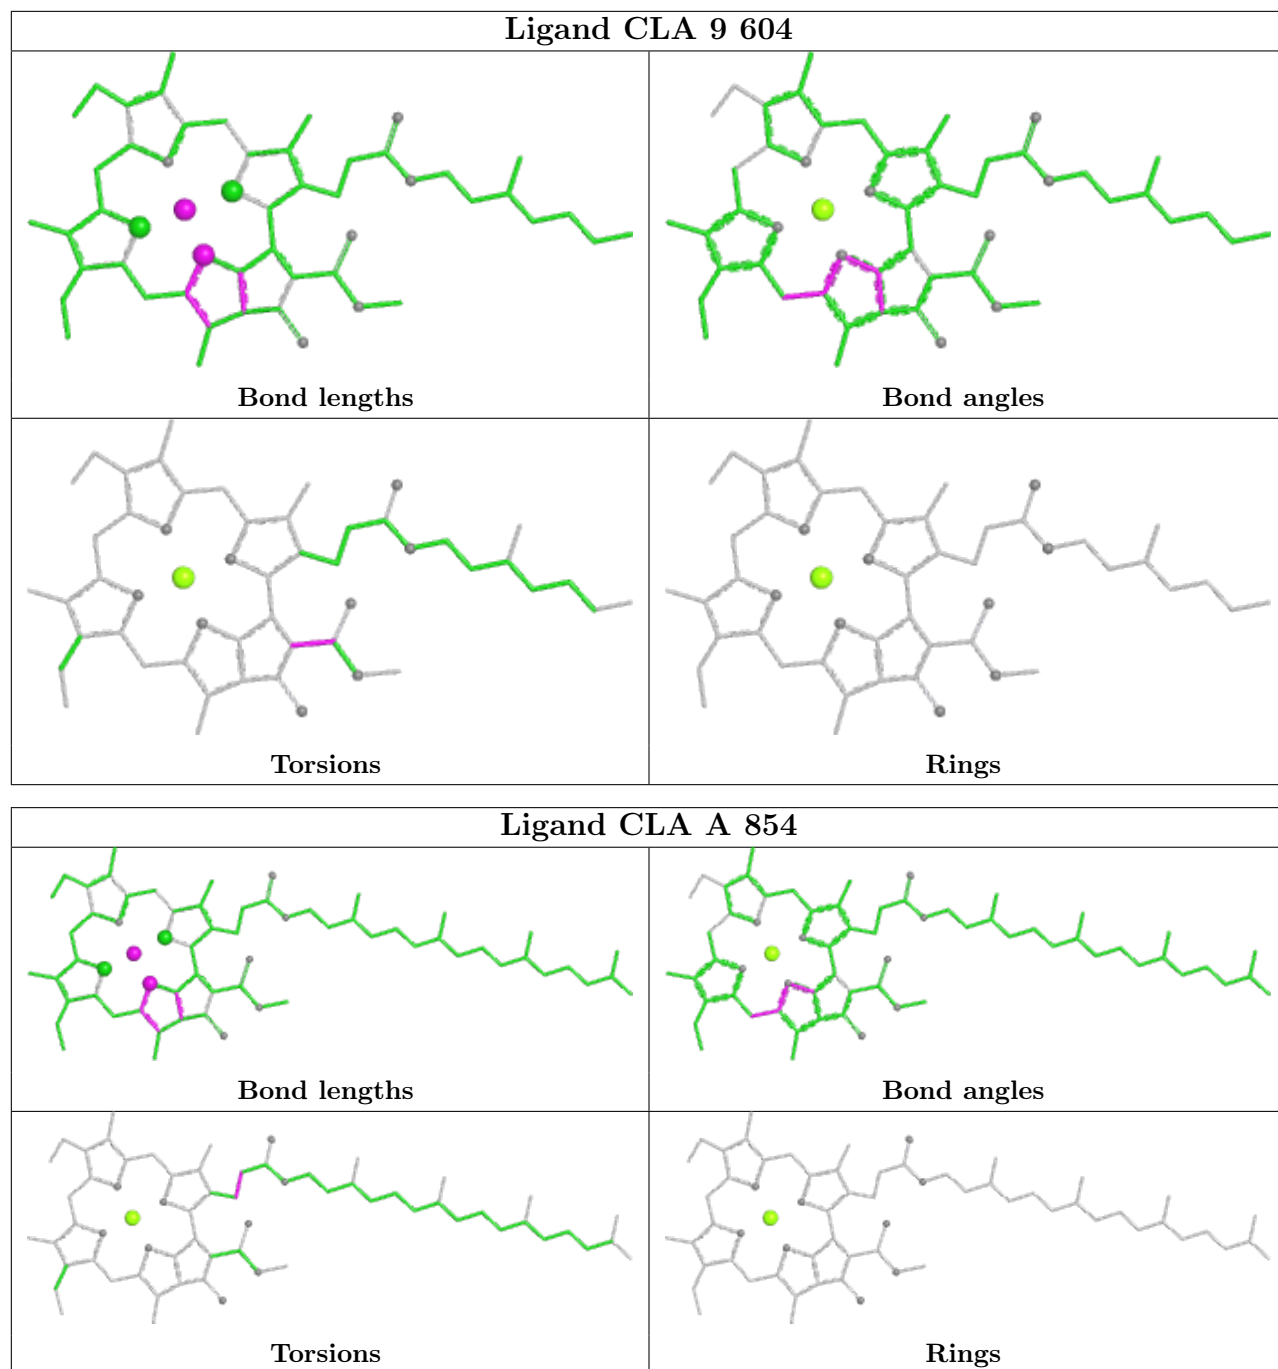 Ligand CLA 9 604
Bond lengths
Bond angles
Torsions
Rings
Ligand CLA A 854
Bond lengths
Bond angles
Torsions
Rings